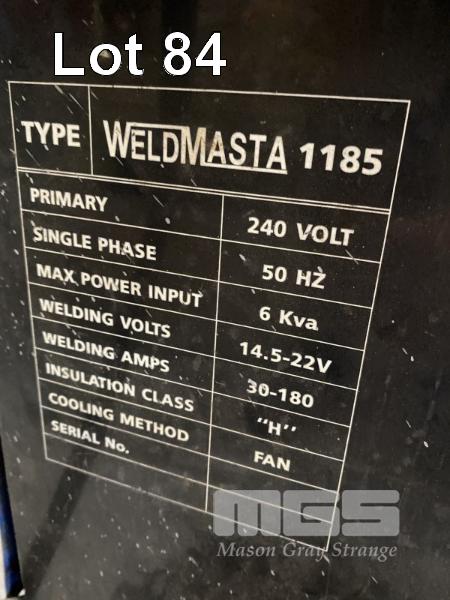 Lot 84
TYPE WELDMASTA 1185
PRIMARY 240 VOLT
SINGLE PHASE 50 HZ
MAX POWER INPUT 6 Kva
WELDING VOLTS 14.5-22V
WELDING AMPS 30-180
INSULATION CLASS "H"
COOLING METHOD FAN
SERIAL No.
MGS
Mason Gray Strange